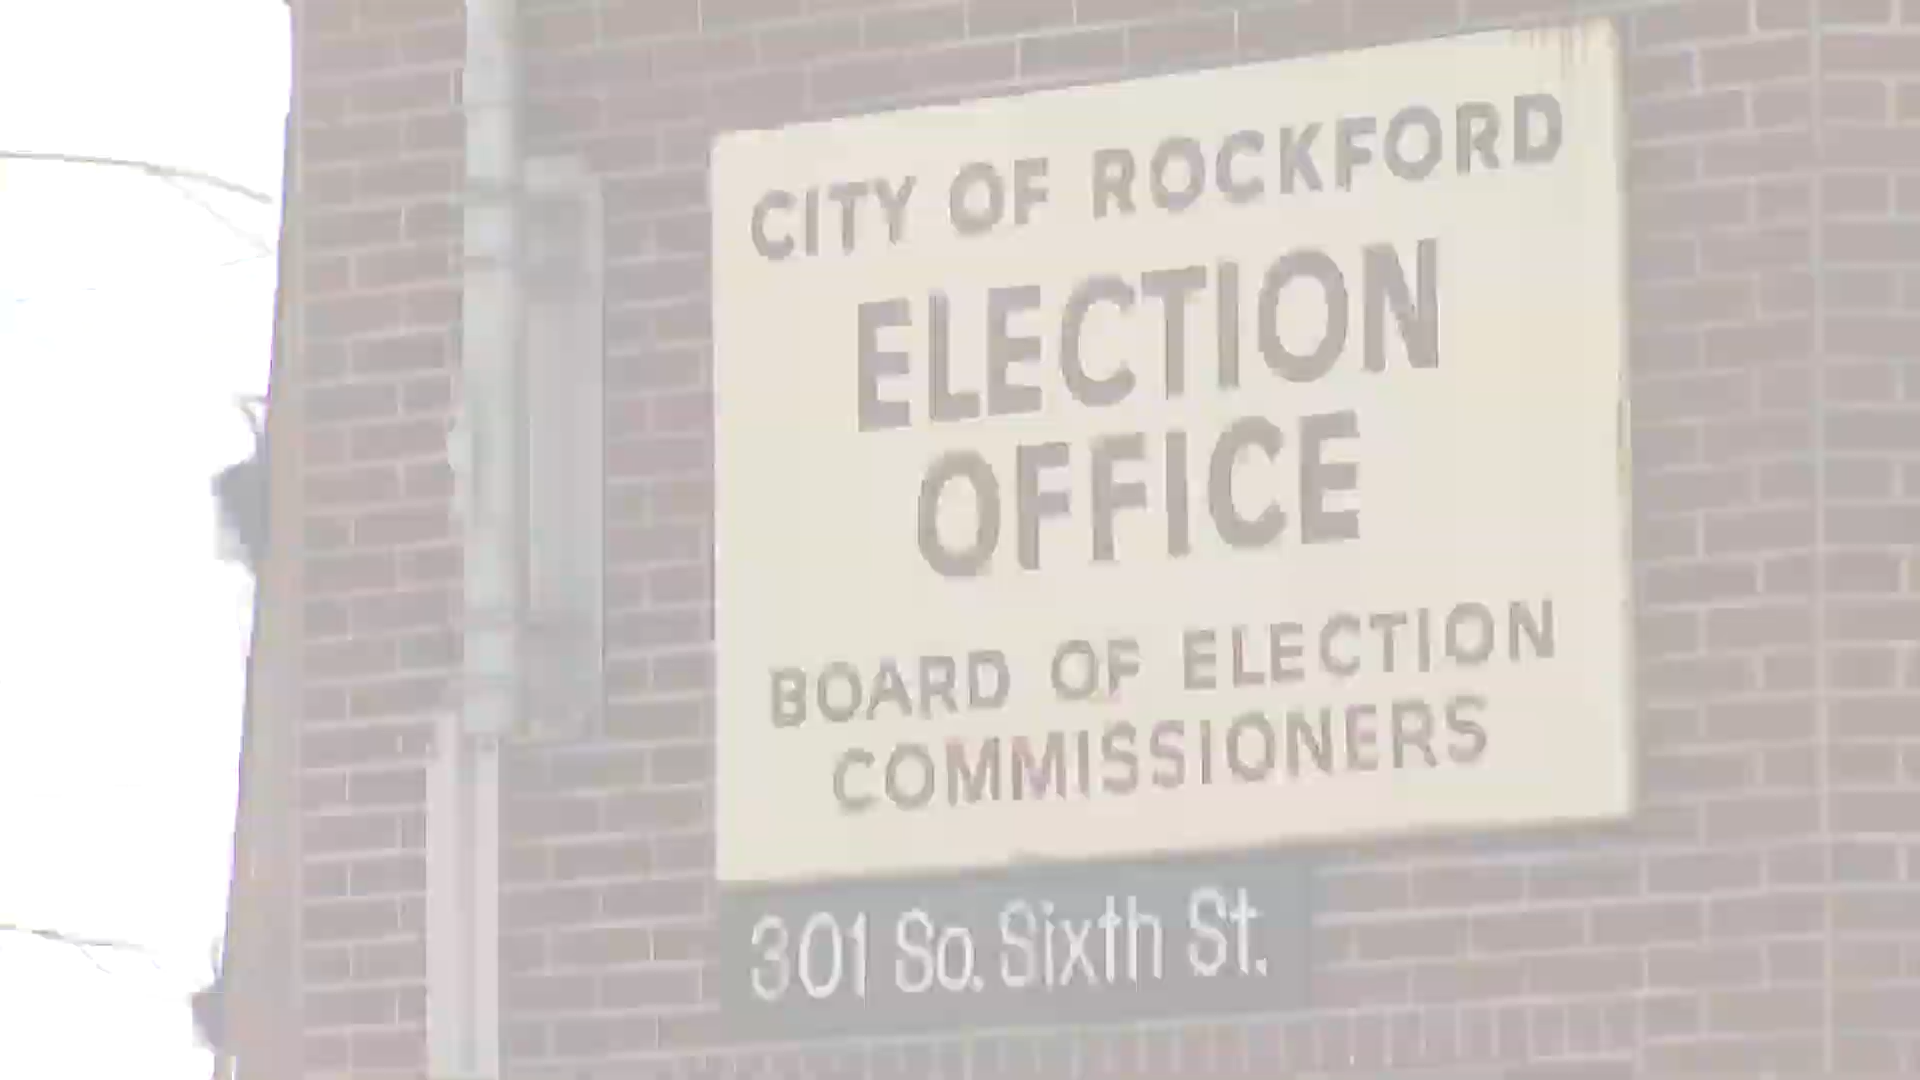 CITY OF ROCKFORD
ELECTION
OFFICE
BOARD OF ELECTION
COMMISSIONERS
301 So. Sixth St.